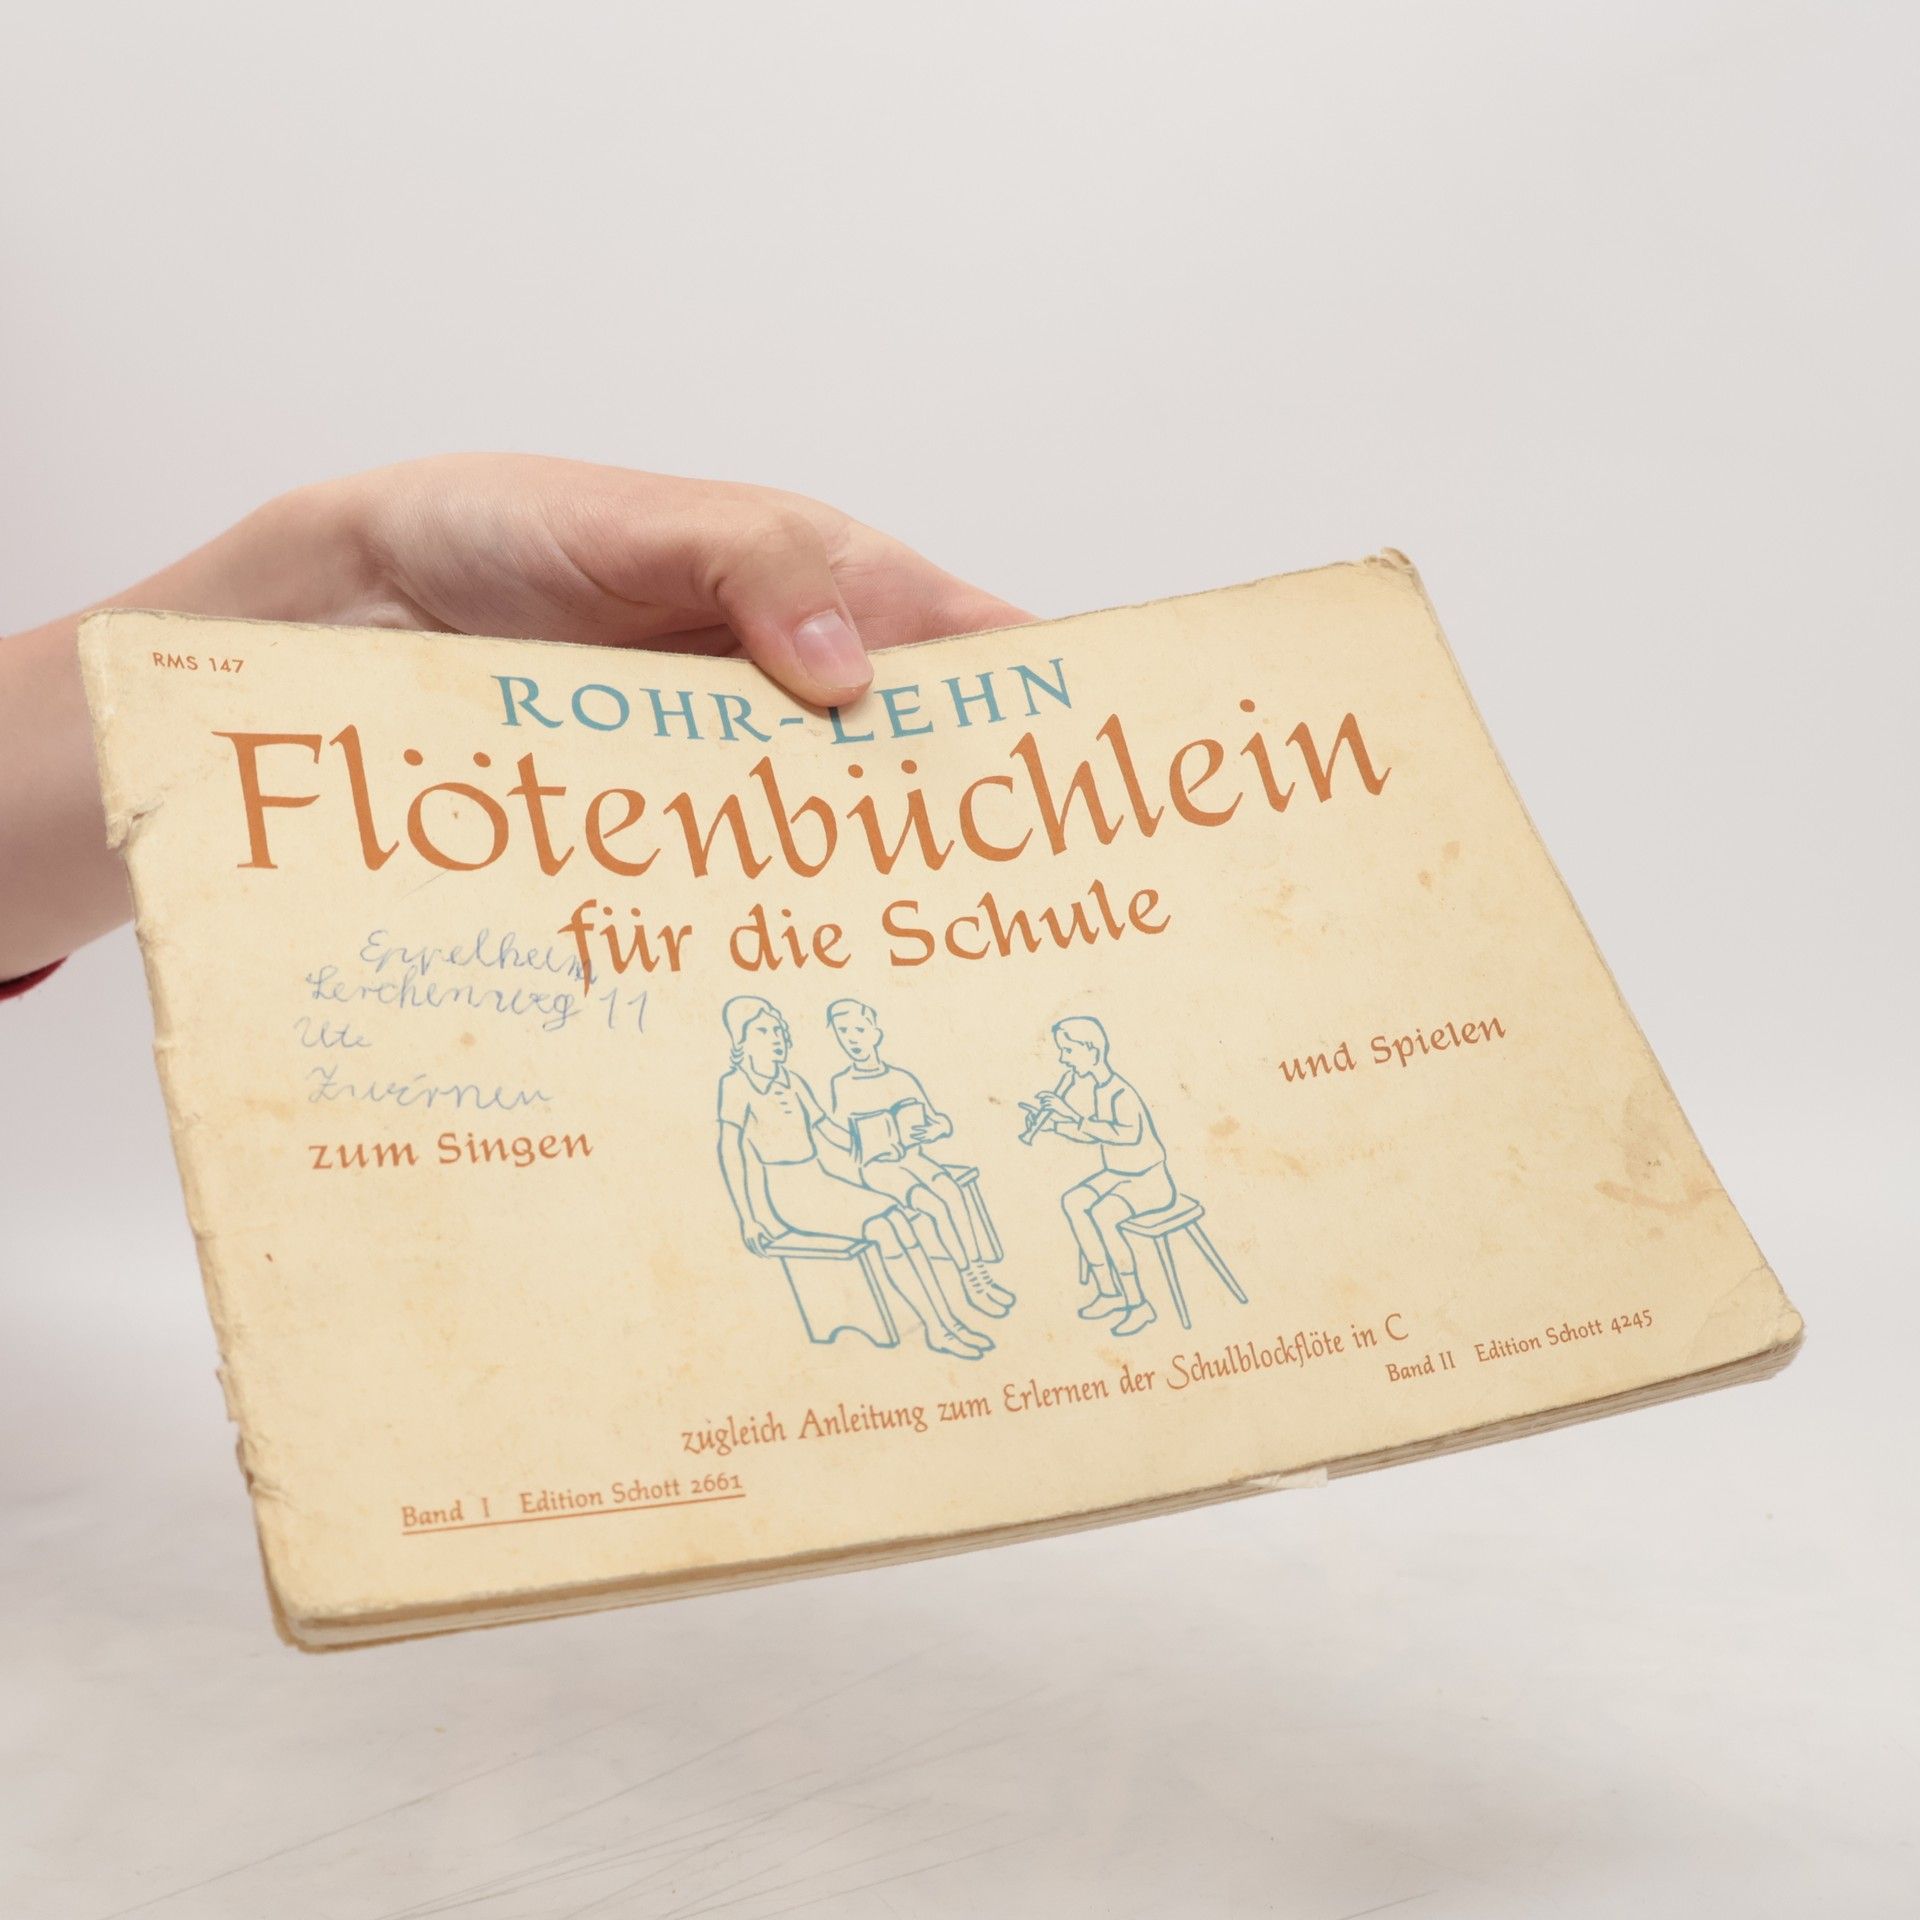 RMS 147
ROHR-LEHN
Flötenbüchlein
für die Schule
Eppelheim
Lerchenweg 11
Ute
zum Singen
und Spielen
zugleich Anleitung zum Erlernen der Schulblockflöte in C
Band I Edition Schott 2661
Band II Edition Schott 4245